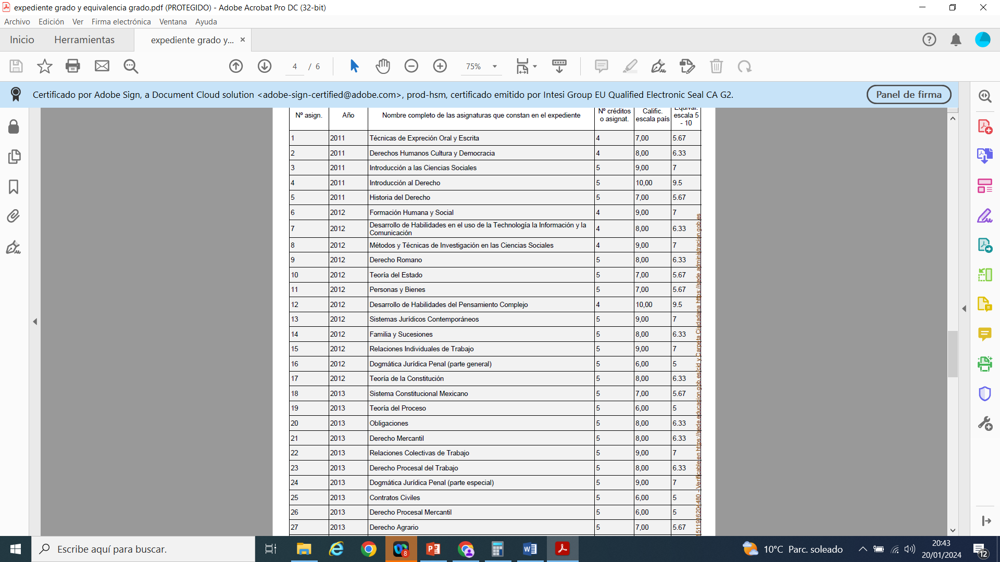 expediente grado y equivalencia grado.pdf (PROTEGIDO) - Adobe Acrobat Pro DC (32-bit)
Archivo Edición Ver Firma electrónica Ventana Ayuda
Inicio Herramientas expediente grado y... ×
4 / 6 75%
Certificado por Adobe Sign, a Document Cloud solution <adobe-sign-certified@adobe.com>, prod-hsm, certificado emitido por Intesi Group EU Qualified Electronic Seal CA G2.
Panel de firma
Nº asign. Año Nombre completo de las asignaturas que constan en el expediente Nº créditos o asignat. Calific. escala país Equival. escala 5 - 10
1 2011 Técnicas de Expreción Oral y Escrita 4 7,00 5.67
2 2011 Derechos Humanos Cultura y Democracia 4 8,00 6.33
3 2011 Introducción a las Ciencias Sociales 5 9,00 7
4 2011 Introducción al Derecho 5 10,00 9.5
5 2011 Historia del Derecho 5 7,00 5.67
6 2012 Formación Humana y Social 4 9,00 7
7 2012 Desarrollo de Habilidades en el uso de la Technología la Información y la
Comunicación 4 8,00 6.33
8 2012 Métodos y Técnicas de Investigación en las Ciencias Sociales 4 9,00 7
9 2012 Derecho Romano 5 8,00 6.33
10 2012 Teoría del Estado 5 7,00 5.67
11 2012 Personas y Bienes 5 7,00 5.67
12 2012 Desarrollo de Habilidades del Pensamiento Complejo 4 10,00 9.5
13 2012 Sistemas Jurídicos Contemporáneos 5 9,00 7
14 2012 Familia y Sucesiones 5 8,00 6.33
15 2012 Relaciones Individuales de Trabajo 5 9,00 7
16 2012 Dogmática Jurídica Penal (parte general) 5 6,00 5
17 2012 Teoría de la Constitución 5 8,00 6.33
18 2013 Sistema Constitucional Mexicano 5 7,00 5.67
19 2013 Teoría del Proceso 5 6,00 5
20 2013 Obligaciones 5 8,00 6.33
21 2013 Derecho Mercantil 5 8,00 6.33
22 2013 Relaciones Colectivas de Trabajo 5 9,00 7
23 2013 Derecho Procesal del Trabajo 5 8,00 6.33
24 2013 Dogmática Jurídica Penal (parte especial) 5 9,00 7
25 2013 Contratos Civiles 5 6,00 5
26 2013 Derecho Procesal Mercantil 5 6,00 5
27 2013 Derecho Agrario 5 7,00 5.67
1511916204480 - Verificable en https://sede.educacion.gob.es/cid y Carpeta Ciudadana https://sede.administracion.gob.es
Escribe aquí para buscar.
8
10°C Parc. soleado
20:43
20/01/2024
12